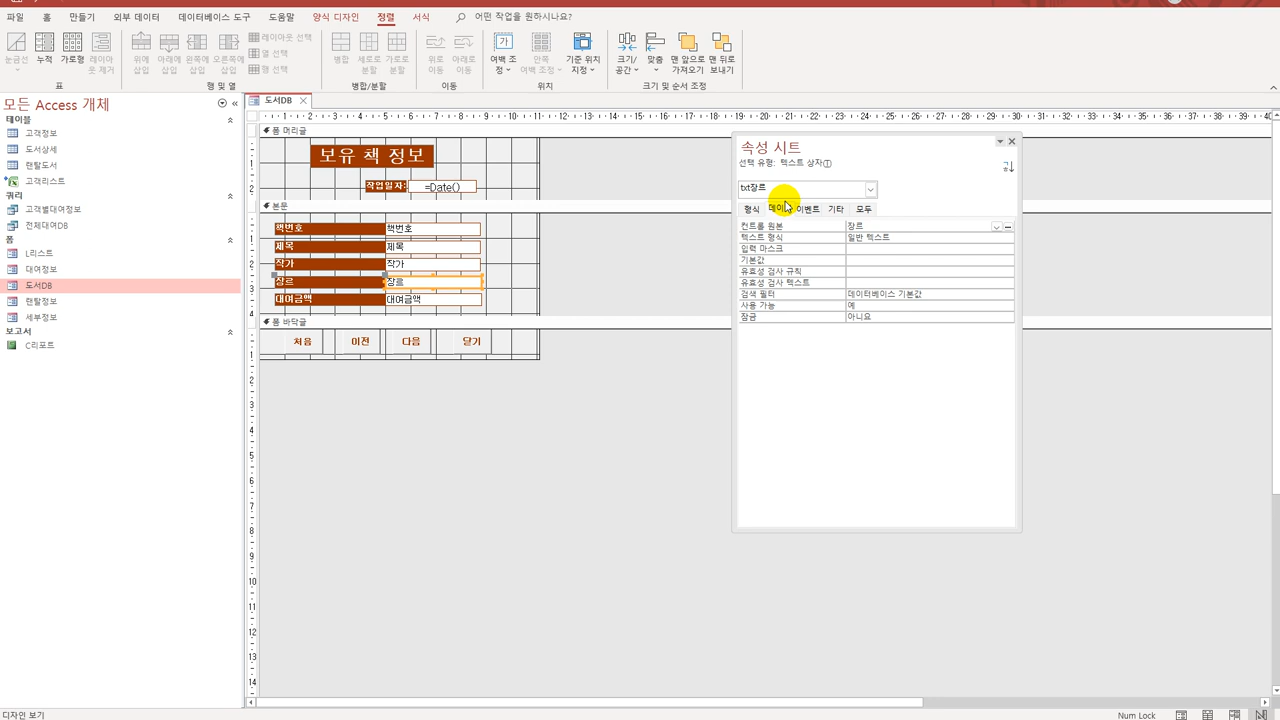 파일 홈 만들기 외부 데이터 데이터베이스 도구 도움말 양식 디자인 정렬 서식 어떤 작업을 원하시나요?
눈금선 누적 가로형 레이아웃 제거
표
위에 삽입 아래에 삽입 왼쪽에 삽입 오른쪽에 삽입 레이아웃 선택 열 선택 행 선택
행 및 열
병합 세로로 분할 가로로 분할
병합/분할
위로 이동 아래로 이동
이동
여백 조정 안쪽 여백 조정 기준 위치 지정
위치
크기/공간 맞춤 맨 앞으로 가져오기 맨 뒤로 보내기
크기 및 순서 조정
모든 Access 개체
테이블
고객정보
도서상세
랜탈도서
고객리스트
쿼리
고객별대여정보
전체대여DB
폼
L리스트
대여정보
도서DB
랜탈정보
세부정보
보고서
C리포트
도서DB
폼 머리글
보유 책 정보
작업일자: =Date()
본문
책번호 책번호
제목 제목
작가 작가
장르 장르
대여금액 대여금액
폼 바닥글
처음 이전 다음 닫기
속성 시트
선택 유형: 텍스트 상자(T)
txt장르
형식 이벤트 기타 모두
컨트롤 원본 장르
텍스트 형식 일반 텍스트
입력 마스크
기본값
유효성 검사 규칙
유효성 검사 텍스트
검색 필터 데이터베이스 기본값
사용 가능 예
잠금 아니요
디자인 보기 Num Lock